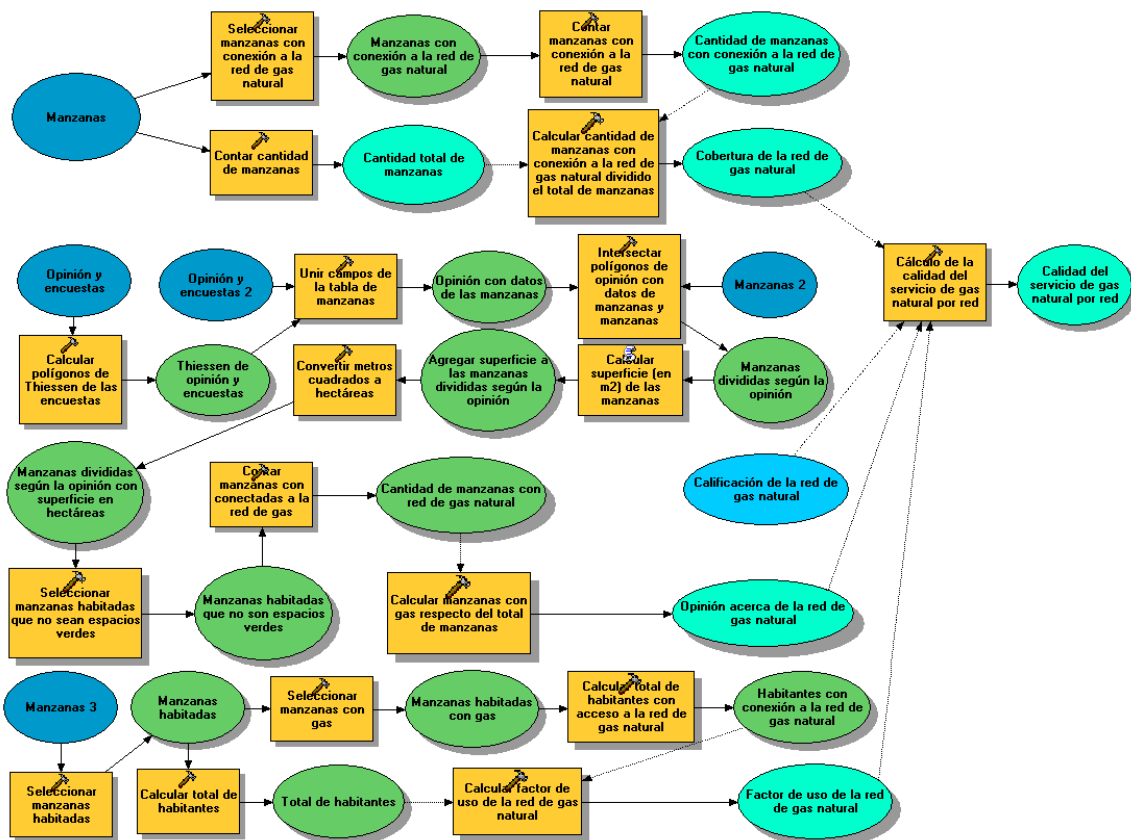 Seleccionar
manzanas con
conexión a la
red de gas
natural
Manzanas con
conexión a la red
de gas natural
Contar
manzanas con
conexión a la
red de gas
natural
Cantidad de manzanas
con conexión a la red
de gas natural
Manzanas
Contar cantidad
de manzanas
Cantidad total de
manzanas
Calcular cantidad de
manzanas con
conexión a la red de
gas natural dividido
el total de manzanas
Cobertura de la red de
gas natural
Opinión y
encuestas
Opinión y
encuestas 2
Unir campos de
la tabla de
manzanas
Opinión con datos
de las manzanas
Intersectar
polígonos de
opinión con
datos de
manzanas y
manzanas
Manzanas 2
Cálculo de la
calidad del
servicio de gas
natural por red
Calidad del
servicio de gas
natural por red
Calcular
polígonos de
Thiessen de las
encuestas
Thiessen de
opinión y
encuestas
Convertir metros
cuadrados a
hectáreas
Agregar superficie a
las manzanas
divididas según la
opinión
Calcular
superficie (en
m2) de las
manzanas
Manzanas
divididas según la
opinión
Manzanas divididas
según la opinión con
superficie en
hectáreas
Contar
manzanas con
conectadas a la
red de gas
Cantidad de manzanas con
red de gas natural
Calificación de la red
de gas natural
Seleccionar
manzanas habitadas
que no sean espacios
verdes
Manzanas habitadas
que no son espacios
verdes
Calcular manzanas con
gas respecto del total
de manzanas
Opinión acerca de la red de
gas natural
Manzanas 3
Manzanas
habitadas
Seleccionar
manzanas con
gas
Manzanas habitadas
con gas
Calcular total de
habitantes con
acceso a la red de
gas natural
Habitantes con
conexión a la red de
gas natural
Seleccionar
manzanas
habitadas
Calcular total de
habitantes
Total de habitantes
Calcular factor de
uso de la red de gas
natural
Factor de uso de la red
de gas natural